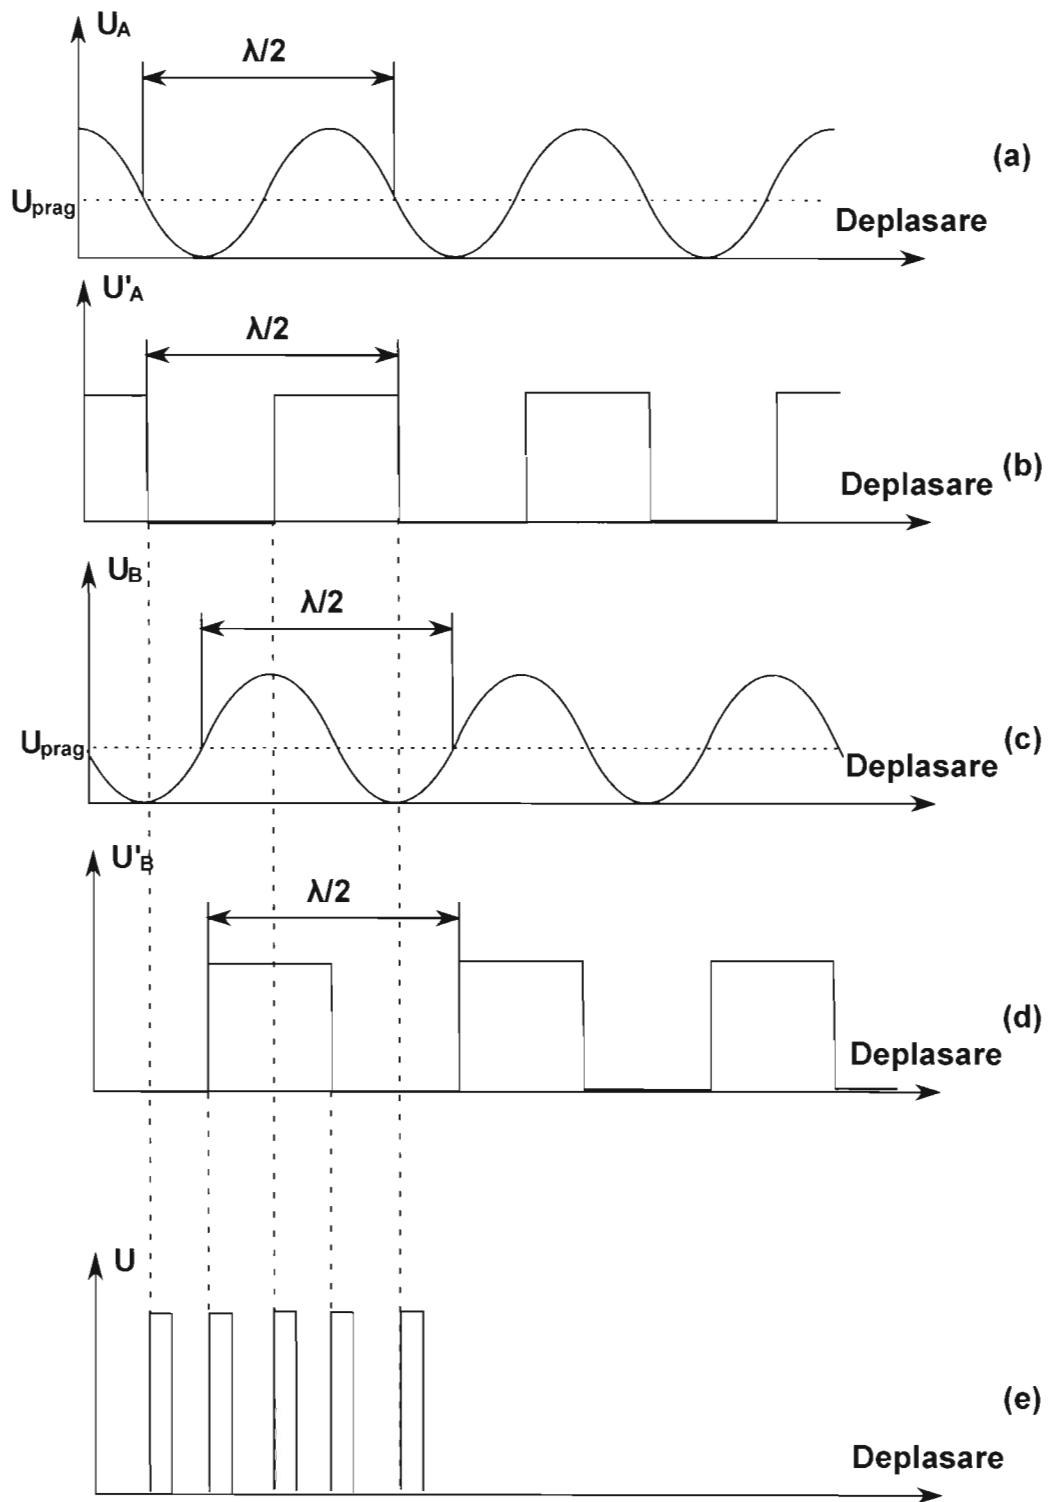 U_A
λ/2
(a)
U_prag
Deplasare
U'_A
λ/2
(b)
Deplasare
U_B
λ/2
U_prag
(c)
Deplasare
U'_B
λ/2
(d)
Deplasare
U
(e)
Deplasare